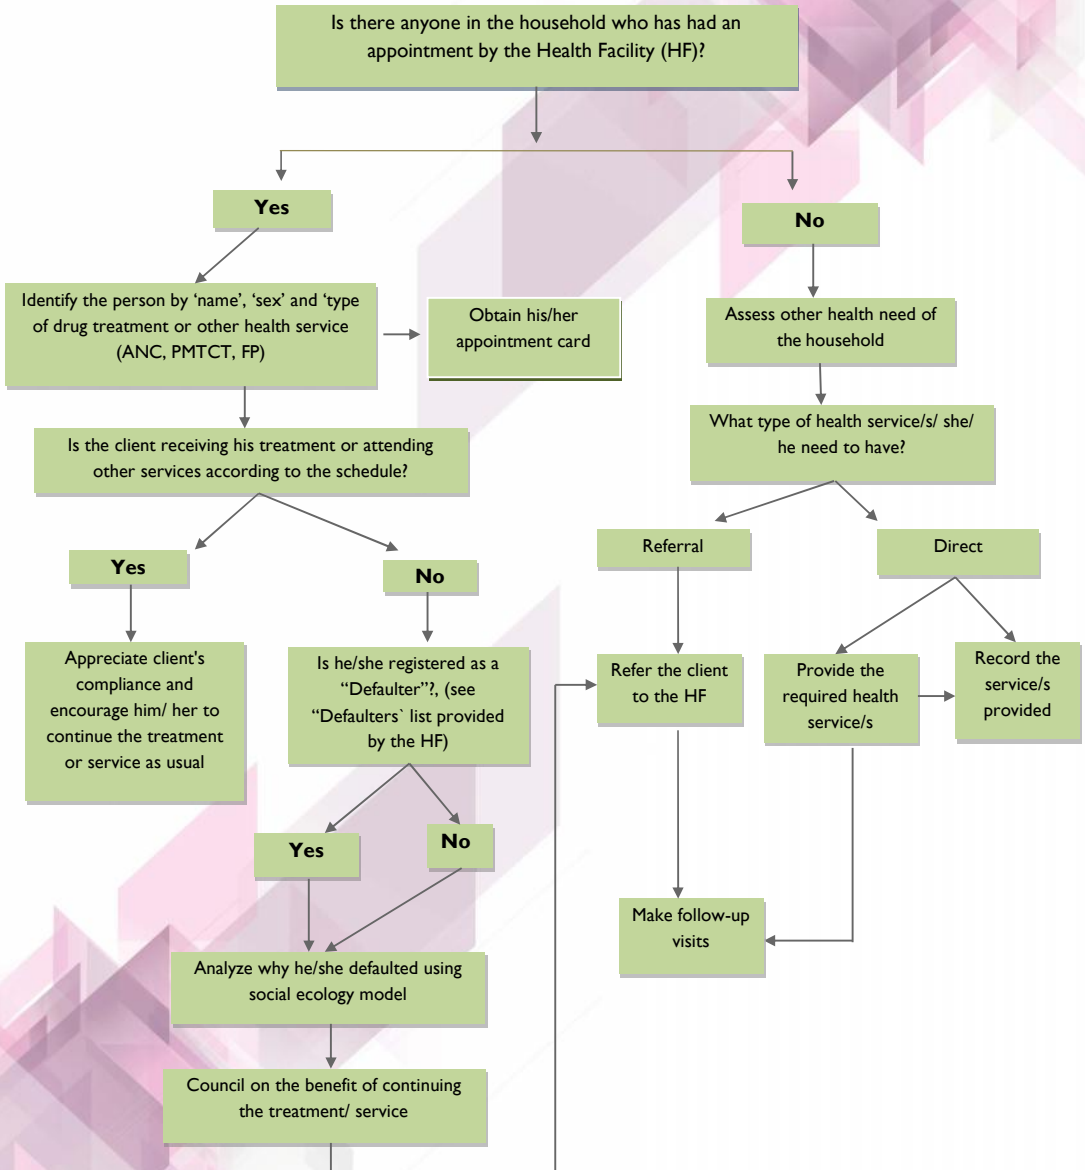 Is there anyone in the household who has had an
appointment by the Health Facility (HF)?
Yes
No
Identify the person by ‘name’, ‘sex’ and ‘type
of drug treatment or other health service
(ANC, PMTCT, FP)
Obtain his/her
appointment card
Assess other health need of
the household
Is the client receiving his treatment or attending
other services according to the schedule?
What type of health service/s/ she/
he need to have?
Yes
No
Referral
Direct
Appreciate client's
compliance and
encourage him/ her to
continue the treatment
or service as usual
Is he/she registered as a
“Defaulter”?, (see
“Defaulters` list provided
by the HF)
Refer the client
to the HF
Provide the
required health
service/s
Record the
service/s
provided
Yes
No
Make follow-up
visits
Analyze why he/she defaulted using
social ecology model
Council on the benefit of continuing
the treatment/ service